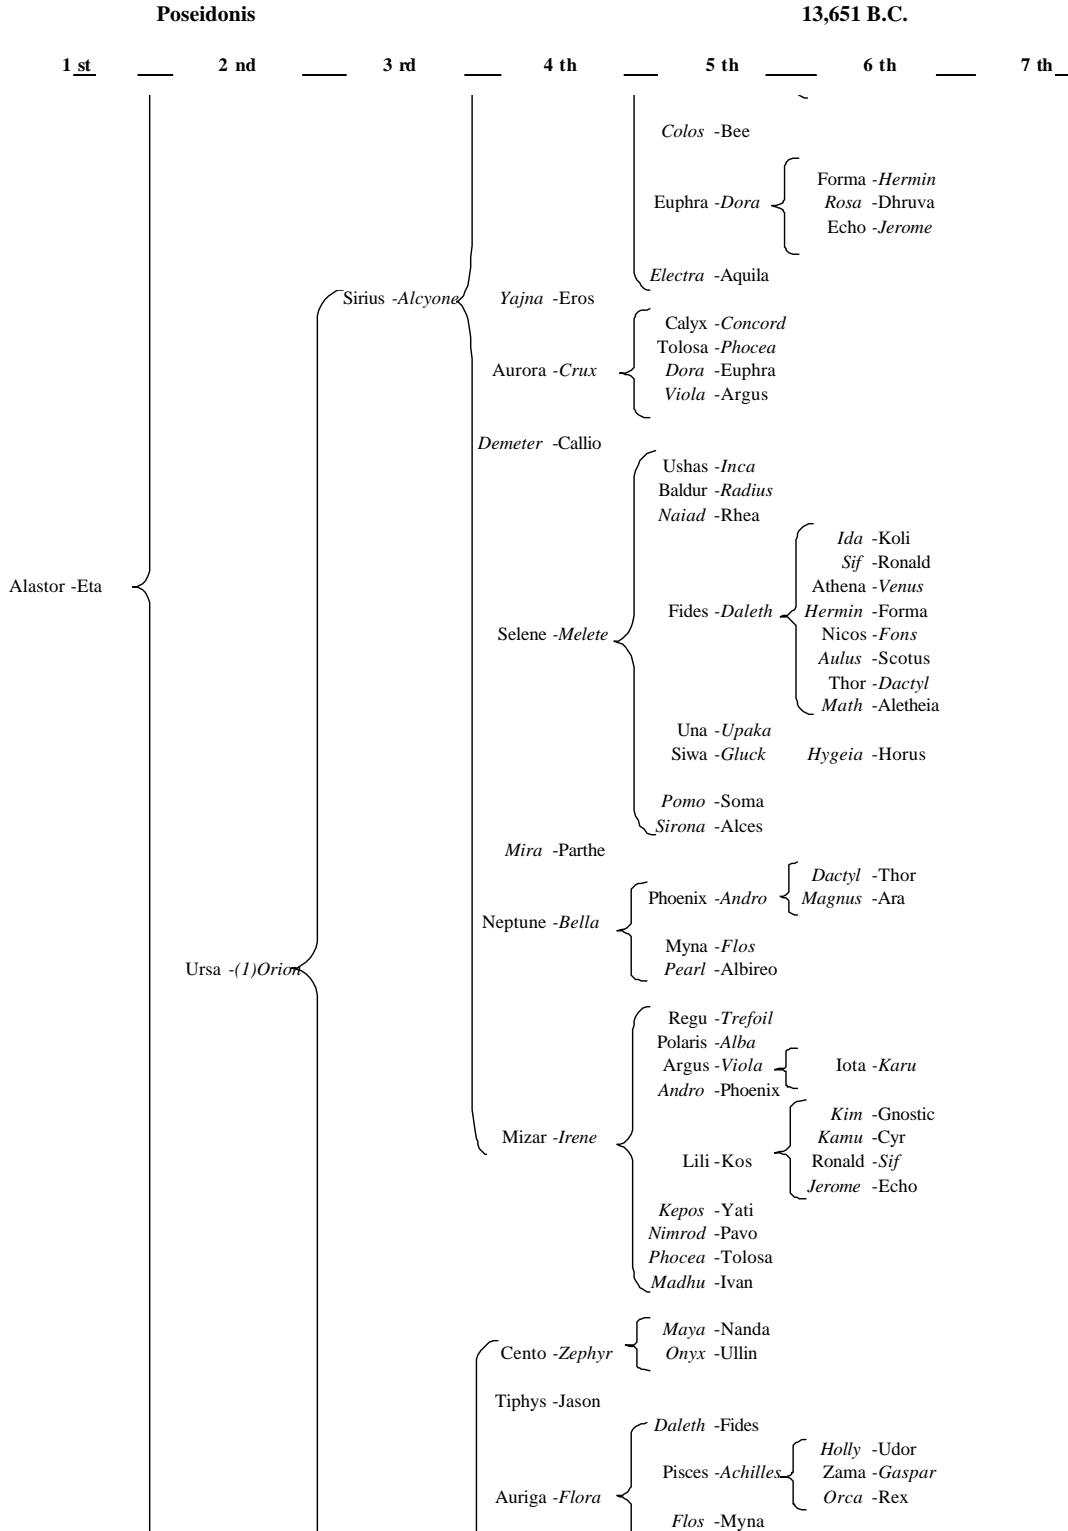 Poseidonis 13,651 B.C.
1 st 2 nd 3 rd 4 th 5 th 6 th 7 th
Colos -Bee
Forma -Hermin
Euphra -Dora Rosa -Dhruva
Echo -Jerome
Electra -Aquila
Sirius -Alcyone Yajna -Eros
Calyx -Concord
Tolosa -Phocea
Aurora -Crux Dora -Euphra
Viola -Argus
Demeter -Callio
Ushas -Inca
Baldur -Radius
Naiad -Rhea
Ida -Koli
Sif -Ronald
Alastor -Eta Athena -Venus
Fides -Daleth Hermin -Forma
Selene -Melete Nicos -Fons
Aulus -Scotus
Thor -Dactyl
Math -Aletheia
Una -Upaka
Siwa -Gluck Hygeia -Horus
Pomo -Soma
Sirona -Alces
Mira -Parthe
Dactyl -Thor
Phoenix -Andro Magnus -Ara
Neptune -Bella
Myna -Flos
Ursa -(1)Orion Pearl -Albireo
Regu -Trefoil
Polaris -Alba
Argus -Viola Iota -Karu
Andro -Phoenix
Kim -Gnostic
Mizar -Irene Kamu -Cyr
Lili -Kos Ronald -Sif
Jerome -Echo
Kepos -Yati
Nimrod -Pavo
Phocea -Tolosa
Madhu -Ivan
Maya -Nanda
Cento -Zephyr Onyx -Ullin
Tiphys -Jason
Daleth -Fides
Holly -Udor
Pisces -Achilles Zama -Gaspar
Auriga -Flora Orca -Rex
Flos -Myna